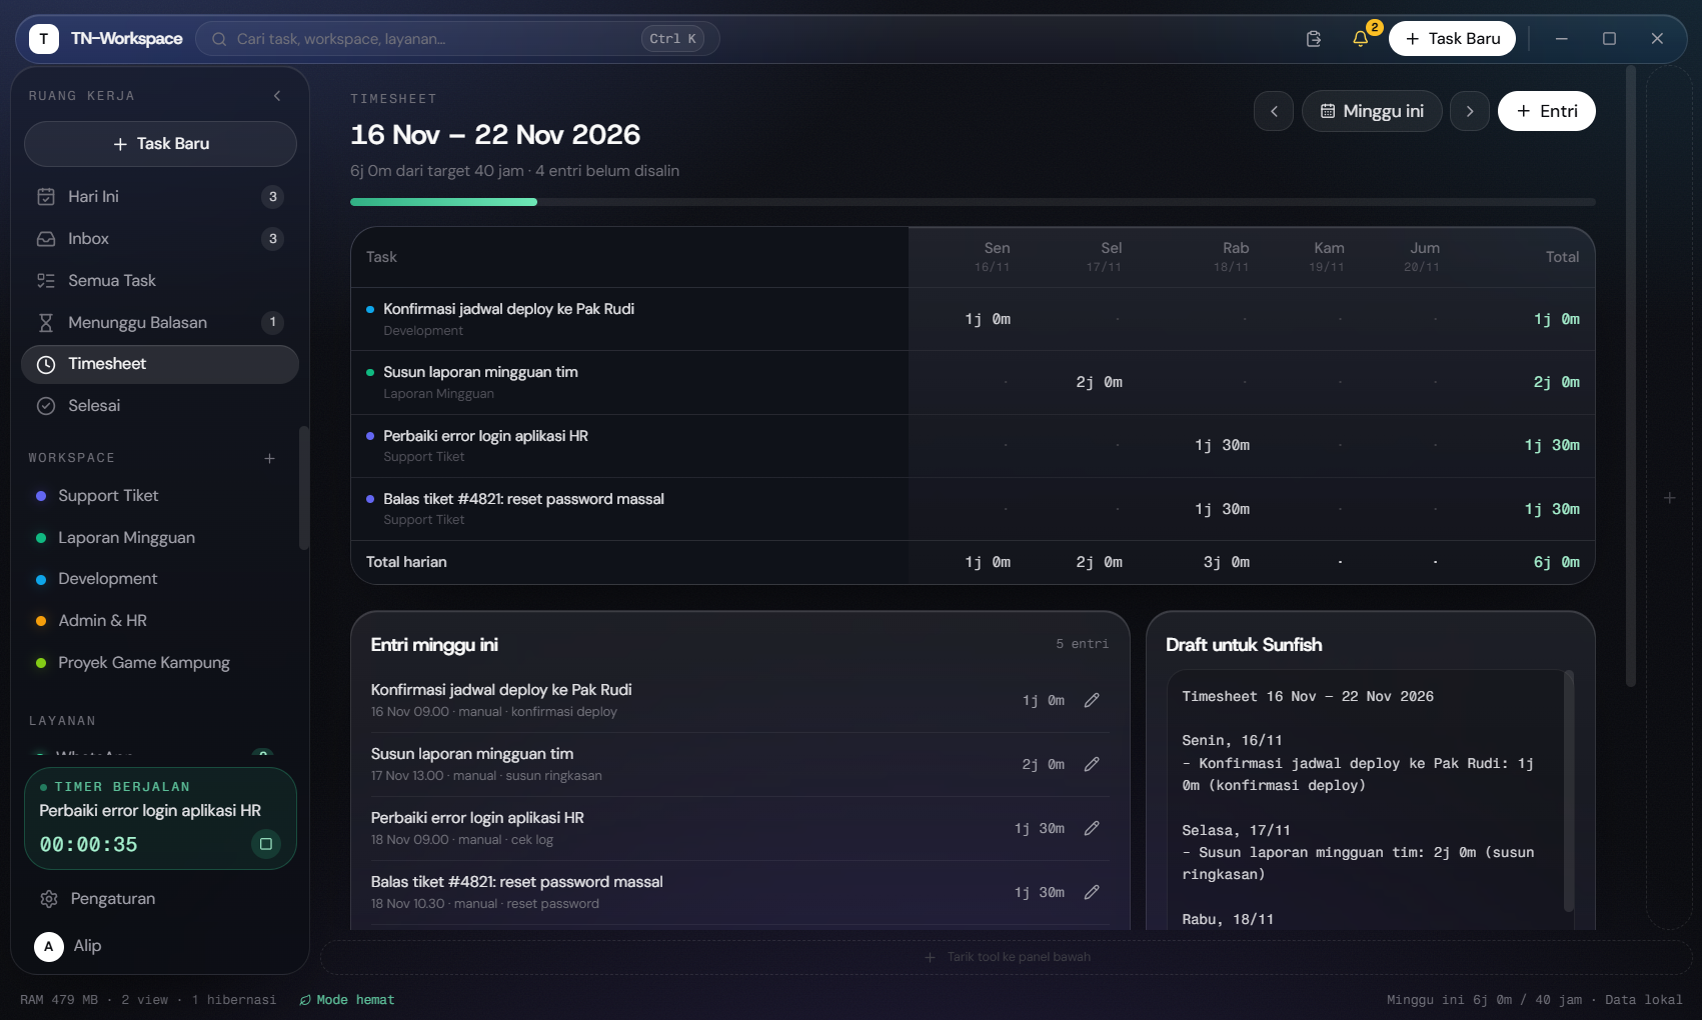 T TN-Workspace
Cari task, workspace, layanan...
Ctrl K
2
Task Baru
RUANG KERJA
Task Baru
Hari Ini 3
Inbox 3
Semua Task
Menunggu Balasan 1
Timesheet
Selesai
WORKSPACE
Support Tiket
Laporan Mingguan
Development
Admin & HR
Proyek Game Kampung
LAYANAN
WhatsApp
TIMER BERJALAN
Perbaiki error login aplikasi HR
00:00:35
Pengaturan
A Alip
TIMESHEET
16 Nov – 22 Nov 2026
6j 0m dari target 40 jam · 4 entri belum disalin
Minggu ini
Entri
Task Sen Sel Rab Kam Jum Total
16/11 17/11 18/11 19/11 20/11
Konfirmasi jadwal deploy ke Pak Rudi 1j 0m · · · · 1j 0m
Development
Susun laporan mingguan tim · 2j 0m · · · 2j 0m
Laporan Mingguan
Perbaiki error login aplikasi HR · · 1j 30m · · 1j 30m
Support Tiket
Balas tiket #4821: reset password massal · · 1j 30m · · 1j 30m
Support Tiket
Total harian 1j 0m 2j 0m 3j 0m · · 6j 0m
Entri minggu ini 5 entri
Konfirmasi jadwal deploy ke Pak Rudi 1j 0m
16 Nov 09.00 · manual · konfirmasi deploy
Susun laporan mingguan tim 2j 0m
17 Nov 13.00 · manual · susun ringkasan
Perbaiki error login aplikasi HR 1j 30m
18 Nov 09.00 · manual · cek log
Balas tiket #4821: reset password massal 1j 30m
18 Nov 10.30 · manual · reset password
Draft untuk Sunfish
Timesheet 16 Nov – 22 Nov 2026
Senin, 16/11
- Konfirmasi jadwal deploy ke Pak Rudi: 1j
0m (konfirmasi deploy)
Selasa, 17/11
- Susun laporan mingguan tim: 2j 0m (susun
ringkasan)
Rabu, 18/11
Tarik tool ke panel bawah
RAM 479 MB · 2 view · 1 hibernasi
Mode hemat
Minggu ini 6j 0m / 40 jam · Data lokal